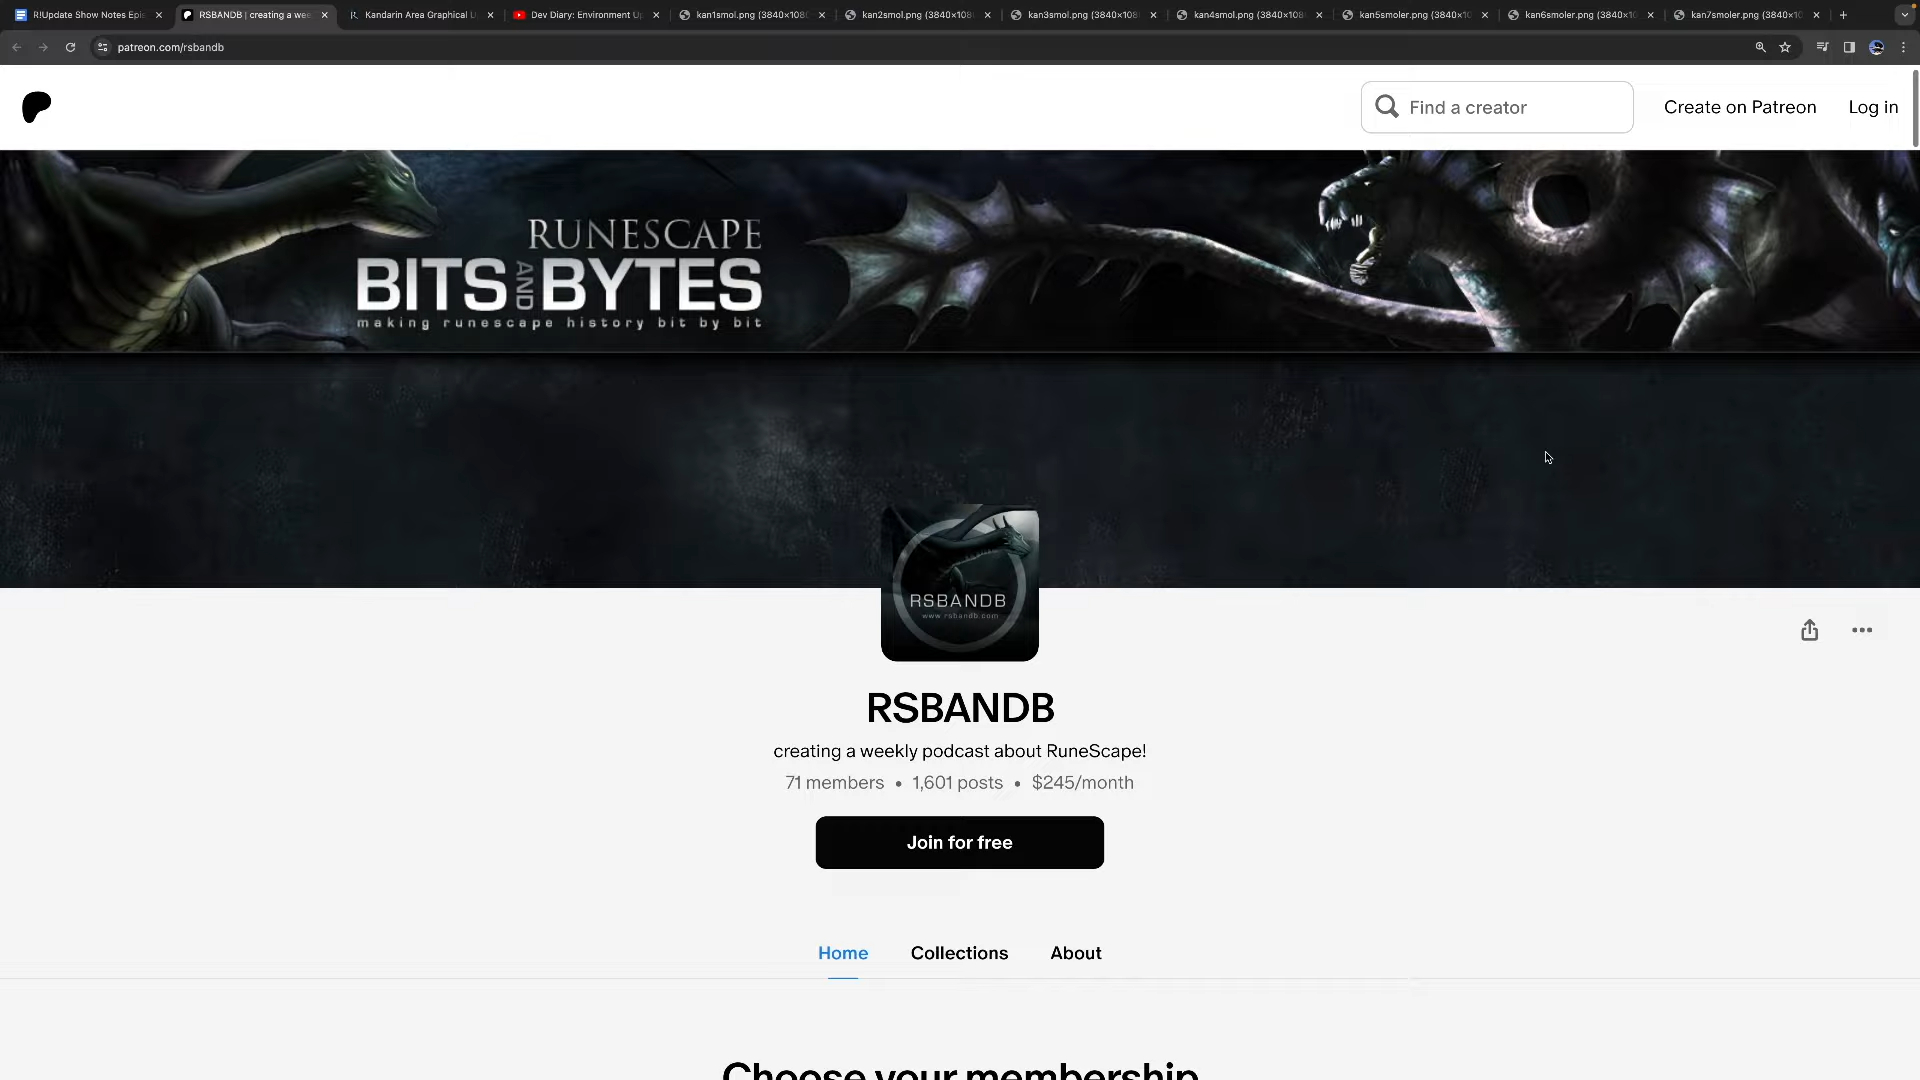 R!Update Show Notes Epis
RSBANDB | creating a wee
Kandarin Area Graphical U
Dev Diary: Environment Up
kan1smol.png (3840×1080
kan2smol.png (3840×108
kan3smol.png (3840×108
kan4smol.png (3840×108
kan5smoler.png (3840×10
kan6smoler.png (3840×10
kan7smoler.png (3840×10
patreon.com/rsbandb
Find a creator
Create on Patreon
Log in
RUNESCAPE
BITS AND BYTES
making runescape history bit by bit
RSBANDB
www.rsbandb.com
RSBANDB
creating a weekly podcast about RuneScape!
71 members • 1,601 posts • $245/month
Join for free
Home
Collections
About
Choose your membership